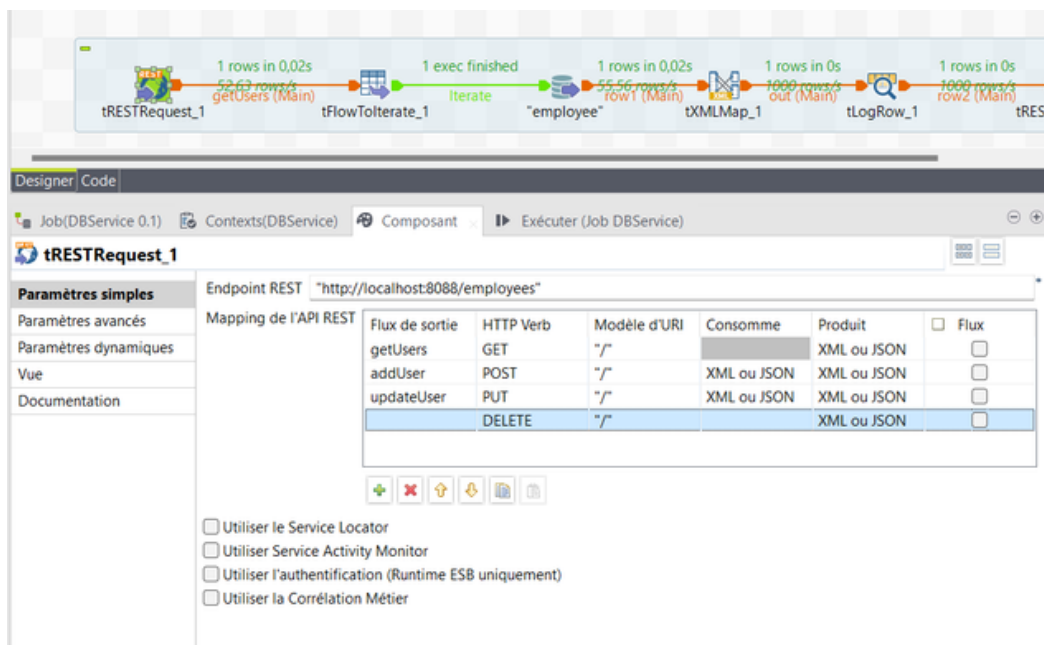 1 rows in 0,02s
1 exec finished
1 rows in 0,02s
1 rows in 0s
1 rows in 0s
REST
52,63 rows/s
55,56 rows/s
1000 rows/s
1000 rows/s
getUsers (Main)
Iterate
row1 (Main)
out (Main)
row2 (Main)
tRESTRequest_1
tFlowToIterate_1
"employee"
tXMLMap_1
tLogRow_1
tRES
Designer Code
Job(DBService 0.1) Contexts(DBService) Composant Exécuter (Job DBService)
tRESTRequest_1
Paramètres simples
Paramètres avancés
Paramètres dynamiques
Vue
Documentation
Endpoint REST "http://localhost:8088/employees" *
Mapping de l'API REST
Flux de sortie HTTP Verb Modèle d'URI Consomme Produit Flux
getUsers GET "/" XML ou JSON
addUser POST "/" XML ou JSON XML ou JSON
updateUser PUT "/" XML ou JSON XML ou JSON
DELETE "/" XML ou JSON
Utiliser le Service Locator
Utiliser Service Activity Monitor
Utiliser l'authentification (Runtime ESB uniquement)
Utiliser la Corrélation Métier